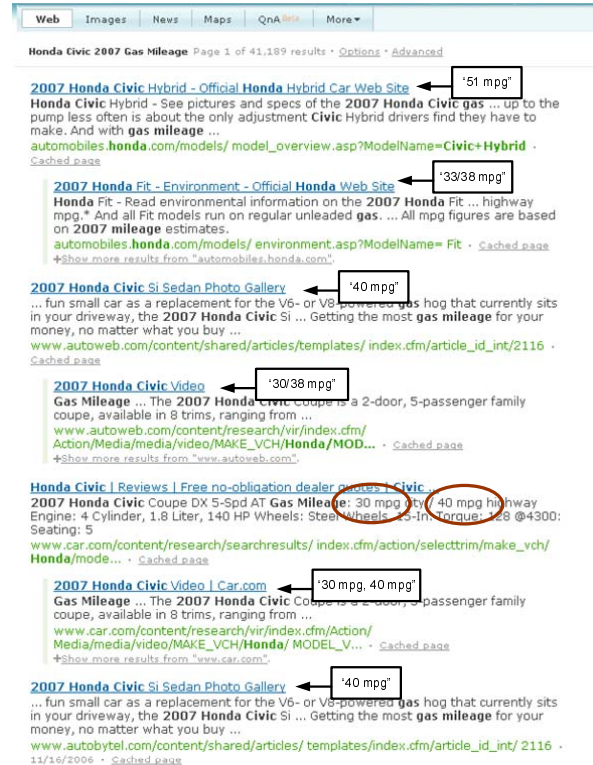 Web Images News Maps QnA Beta More
Honda Civic 2007 Gas Mileage Page 1 of 41,189 results · Options · Advanced
2007 Honda Civic Hybrid - Official Honda Hybrid Car Web Site
‘51 mpg”
Honda Civic Hybrid - See pictures and specs of the 2007 Honda Civic gas ... up to the
pump less often is about the only adjustment Civic Hybrid drivers find they have to
make. And with gas mileage ...
automobiles.honda.com/models/ model_overview.asp?ModelName=Civic+Hybrid ·
Cached page
2007 Honda Fit - Environment - Official Honda Web Site
‘33/38 mpg”
Honda Fit - Read environmental information on the 2007 Honda Fit ... highway
mpg.* And all Fit models run on regular unleaded gas. ... All mpg figures are based
on 2007 mileage estimates.
automobiles.honda.com/models/ environment.asp?ModelName= Fit · Cached page
+Show more results from "automobiles.honda.com".
2007 Honda Civic Si Sedan Photo Gallery
‘40 mpg”
... fun small car as a replacement for the V6- or V8-powered gas hog that currently sits
in your driveway, the 2007 Honda Civic Si ... Getting the most gas mileage for your
money, no matter what you buy ...
www.autoweb.com/content/shared/articles/templates/ index.cfm/article_id_int/2116 ·
Cached page
2007 Honda Civic Video
‘30/38 mpg”
Gas Mileage ... The 2007 Honda Civic Coupe is a 2-door, 5-passenger family
coupe, available in 8 trims, ranging from ...
www.autoweb.com/content/research/vir/index.cfm/
Action/Media/media/video/MAKE_VCH/Honda/MOD... · Cached page
+Show more results from "www.autoweb.com".
Honda Civic | Reviews | Free no-obligation dealer quotes | Civic ...
2007 Honda Civic Coupe DX 5-Spd AT Gas Mileage: 30 mpg city / 40 mpg highway
Engine: 4 Cylinder, 1.8 Liter, 140 HP Wheels: Steel Wheels, 15-In. Torque: 128 @4300:
Seating: 5
www.car.com/content/research/searchresults/ index.cfm/action/selecttrim/make_vch/
Honda/mode... · Cached page
2007 Honda Civic Video | Car.com
‘30 mpg, 40 mpg”
Gas Mileage ... The 2007 Honda Civic Coupe is a 2-door, 5-passenger family
coupe, available in 8 trims, ranging from ...
www.car.com/content/research/vir/index.cfm/Action/
Media/media/video/MAKE_VCH/Honda/ MODEL_V... · Cached page
+Show more results from "www.car.com".
2007 Honda Civic Si Sedan Photo Gallery
‘40 mpg”
... fun small car as a replacement for the V6- or V8-powered gas hog that currently sits
in your driveway, the 2007 Honda Civic Si ... Getting the most gas mileage for your
money, no matter what you buy ...
www.autobytel.com/content/shared/articles/ templates/index.cfm/article_id_int/ 2116 ·
11/16/2006 · Cached page